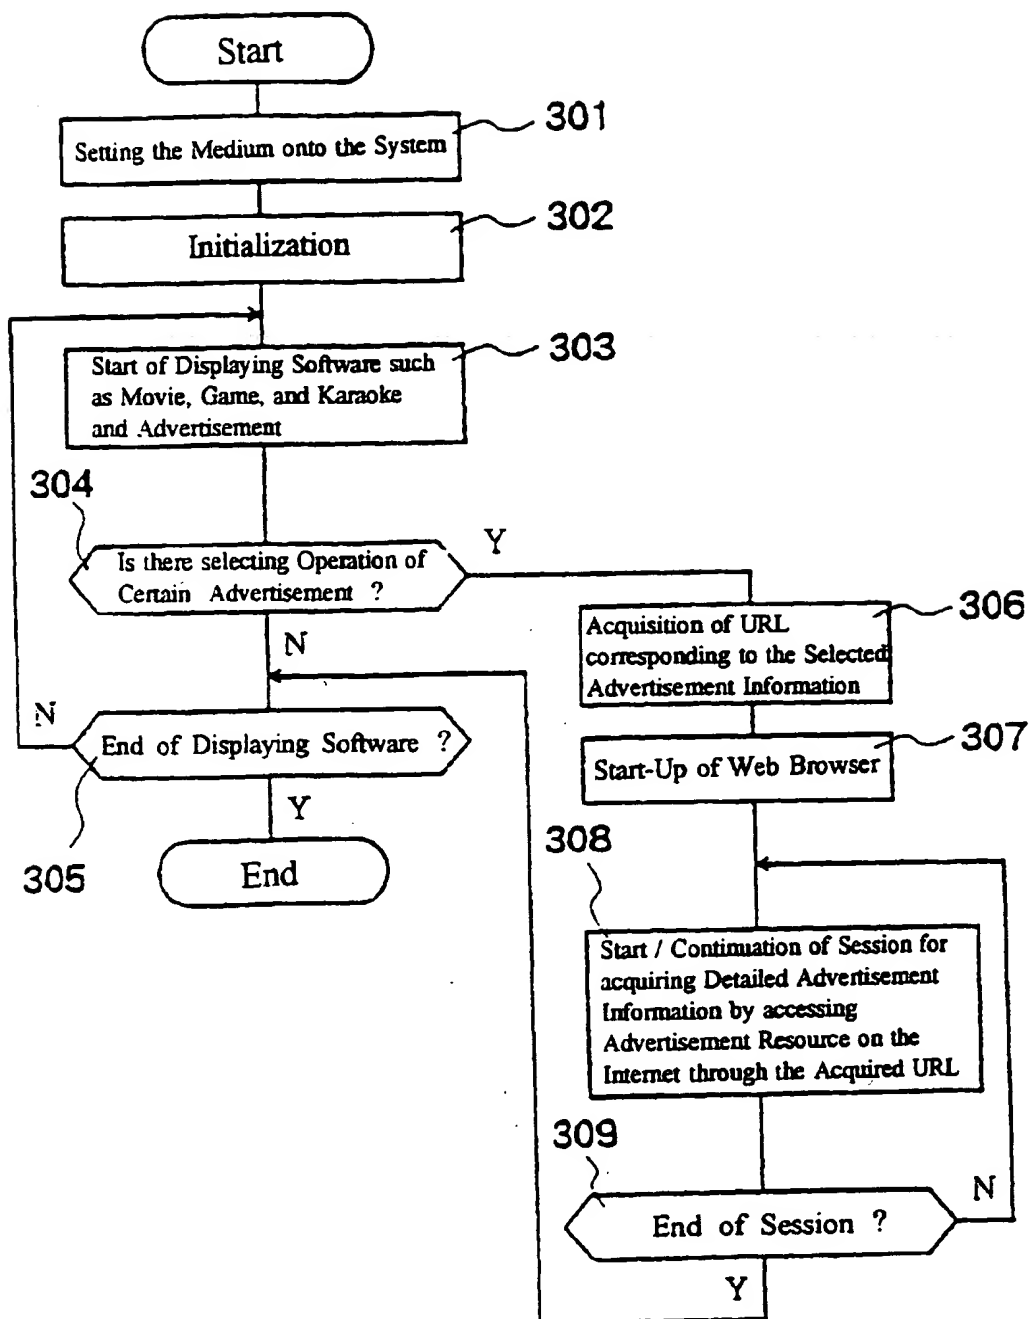 Start
301
Setting the Medium onto the System
302
Initialization
303
Start of Displaying Software such
as Movie, Game, and Karaoke
and Advertisement
304
Is there selecting Operation of
Certain Advertisement ?
Y
N
306
Acquisition of URL
corresponding to the Selected
Advertisement Information
307
Start-Up of Web Browser
N
End of Displaying Software ?
305
Y
End
308
Start / Continuation of Session for
acquiring Detailed Advertisement
Information by accessing
Advertisement Resource on the
Internet through the Acquired URL
309
End of Session ?
N
Y